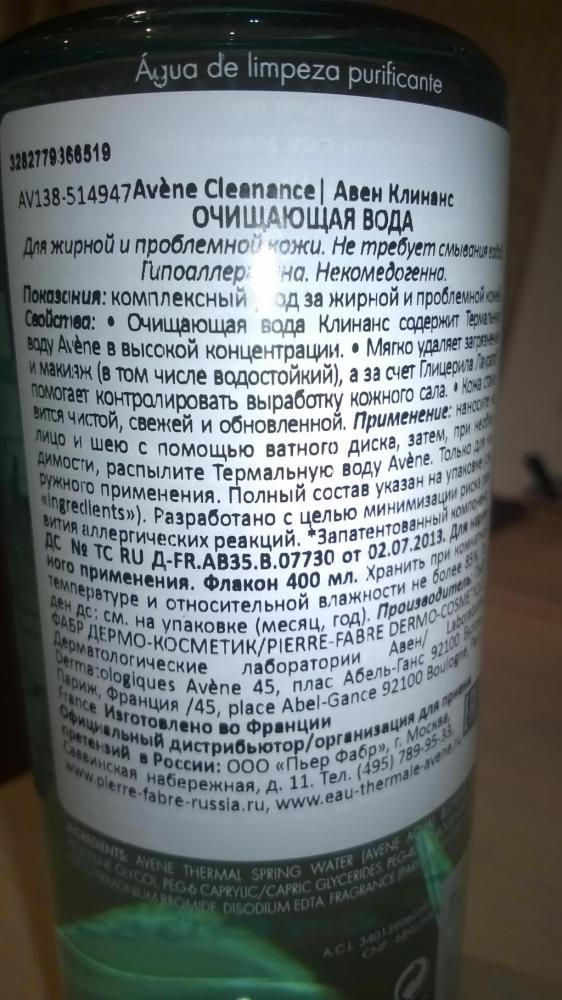 Água de limpeza purificante
3282779366519
AV138-514947 Avène Cleanance| Авен Клинанс
ОЧИЩАЮЩАЯ ВОДА
Для жирной и проблемной кожи. Не требует смывания водой
Некомедогенна.
Показания: комплексный за жирной и проблемной кожей
Свойства: • Очищающая вода Клинанс содержит
воду Avène в высокой концентрации. • Мягко удаляет
и макияж (в том числе водостойкий), а за счет Глицерила
помогает контролировать выработку кожного сала. • Кожа
вится чистой, свежей и обновленной. Применение:
лицо и шею с помощью ватного диска, затем, при
димости, распылите Термальную воду Avène. Только для
ружного применения. Полный состав указан на упаковке
«Ingredients»). Разработано с целью минимизации риска
вития аллергических реакций. *Запатентованный
ДС № ТС RU Д-FR.АВ35.В.07730 от 02.07.2013. Для
ного применения. Флакон 400 мл. Хранить при
температуре и относительной влажности не более 85%.
ден дс: см. на упаковке (месяц, год). Производитель:
ФАБР ДЕРМО-КОСМЕТИК/PIERRE-FABRE DERMO-COSMETIQUE
Дерматологические лаборатории Авен/
Dermatologiques Avène 45, плас Абель-Ганс 92100
Париж, Франция /45, place Abel-Gance 92100 Boulogne,
France Изготовено во Франции
Официальный дистрибьютор/организация для приема
претензий в России: ООО «Пьер Фабр», г. Москва,
Саввинская набережная, д. 11. Тел. (495) 789-95-33,
www.pierre-fabre-russia.ru, www.eau-thermale-avene.ru
INGREDIENTS: AVENE THERMAL SPRING WATER (AVENE
GLYCOL, PEG-6 CAPRYLIC/CAPRIC GLYCERIDES,
BROMIDE, DISODIUM EDTA, FRAGRANCE
A.C.L.